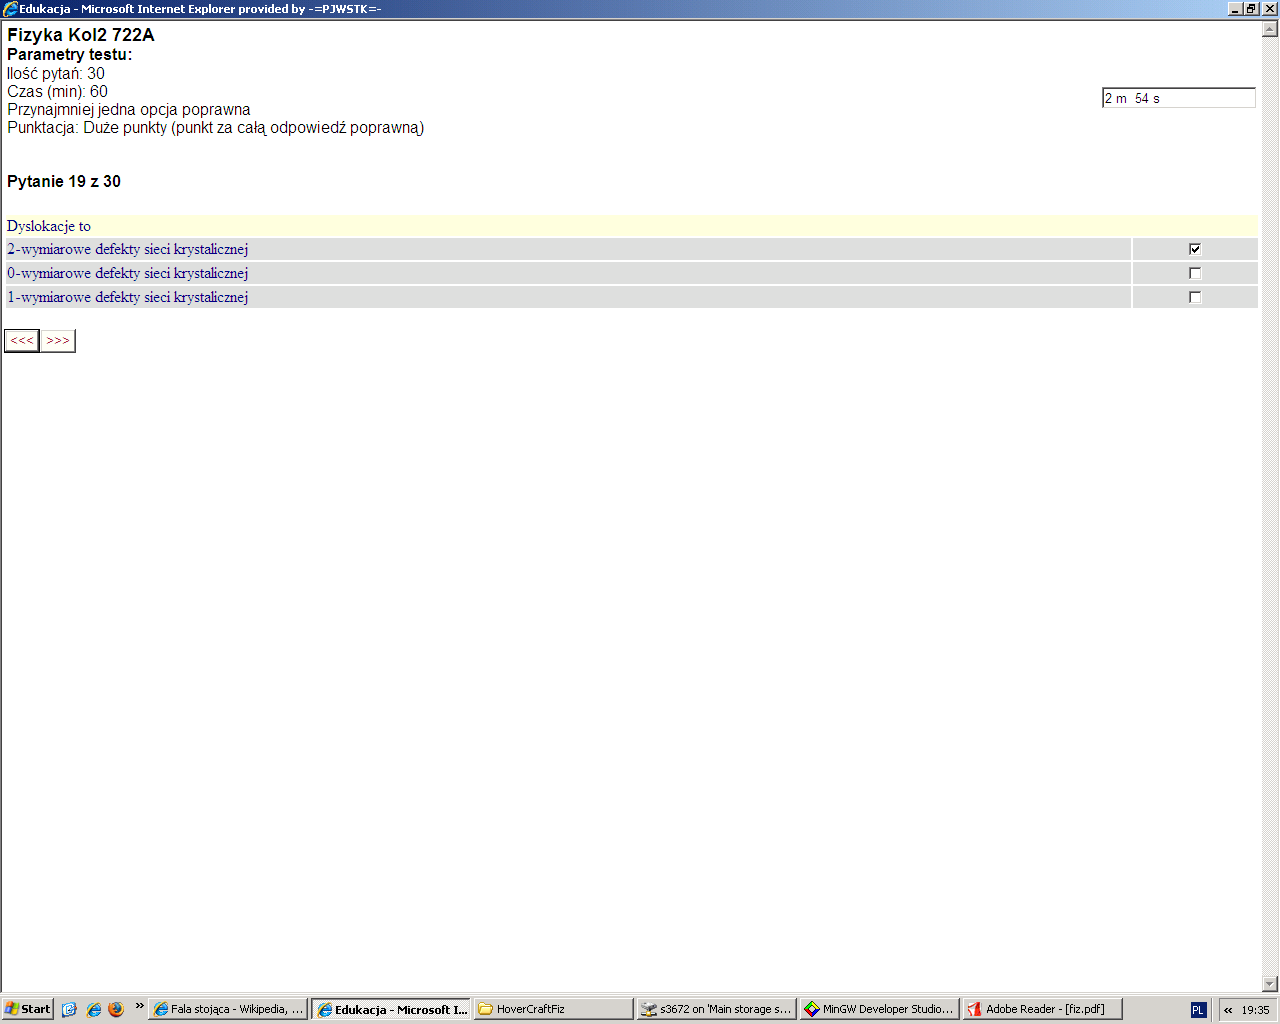 Edukacja - Microsoft Internet Explorer provided by -=PJWSTK=-
Fizyka Kol2 722A
Parametry testu:
Ilość pytań: 30
Czas (min): 60
2 m 54 s
Przynajmniej jedna opcja poprawna
Punktacja: Duże punkty (punkt za całą odpowiedź poprawną)
Pytanie 19 z 30
Dyslokacje to
2-wymiarowe defekty sieci krystalicznej
0-wymiarowe defekty sieci krystalicznej
1-wymiarowe defekty sieci krystalicznej
<<< >>>
Start » Fala stojąca - Wikipedia, ... Edukacja - Microsoft I... HoverCraftFiz s3672 on 'Main storage s... MinGW Developer Studio... Adobe Reader - [fiz.pdf] PL « 19:35